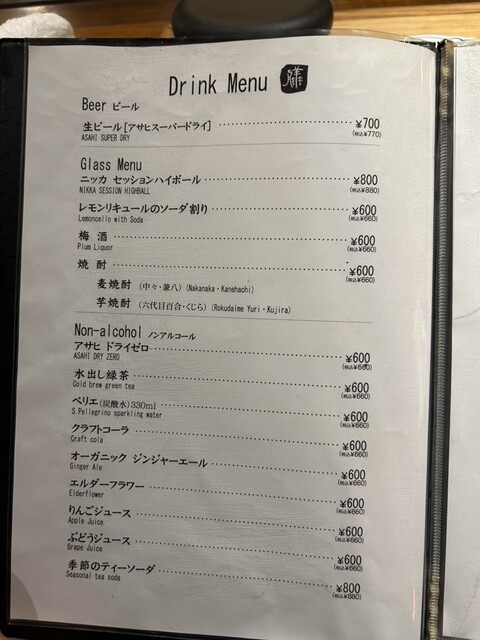 Drink Menu
Beer ビール
生ビール[アサヒスーパードライ] ¥700
ASAHI SUPER DRY (税込¥770)
Glass Menu
ニッカ セッションハイボール ¥800
NIKKA SESSION HIGHBALL (税込¥880)
レモンリキュールのソーダ割り ¥600
Lemoncello with Soda (税込¥660)
梅 酒 ¥600
Plum Liquor (税込¥660)
焼 酎 ¥600
(税込¥660)
麦焼酎 (中々・兼八) (Nakanaka・Kanehachi)
芋焼酎 (六代目百合・くじら) (Rokudaime Yuri・Kujira)
Non-alcohol ノンアルコール
アサヒ ドライゼロ ¥600
ASAHI DRY ZERO (税込¥660)
水出し緑茶 ¥600
Cold brew green tea (税込¥660)
ペリエ(炭酸水)330ml ¥600
S.Pellegrino sparkling water (税込¥660)
クラフトコーラ ¥600
Craft cola (税込¥660)
オーガニック ジンジャーエール ¥600
Ginger Ale (税込¥660)
エルダーフラワー ¥600
Elderflower (税込¥660)
りんごジュース ¥600
Apple Juice (税込¥660)
ぶどうジュース ¥600
Grape Juice (税込¥660)
季節のティーソーダ ¥800
Seasonal tea soda (税込¥880)